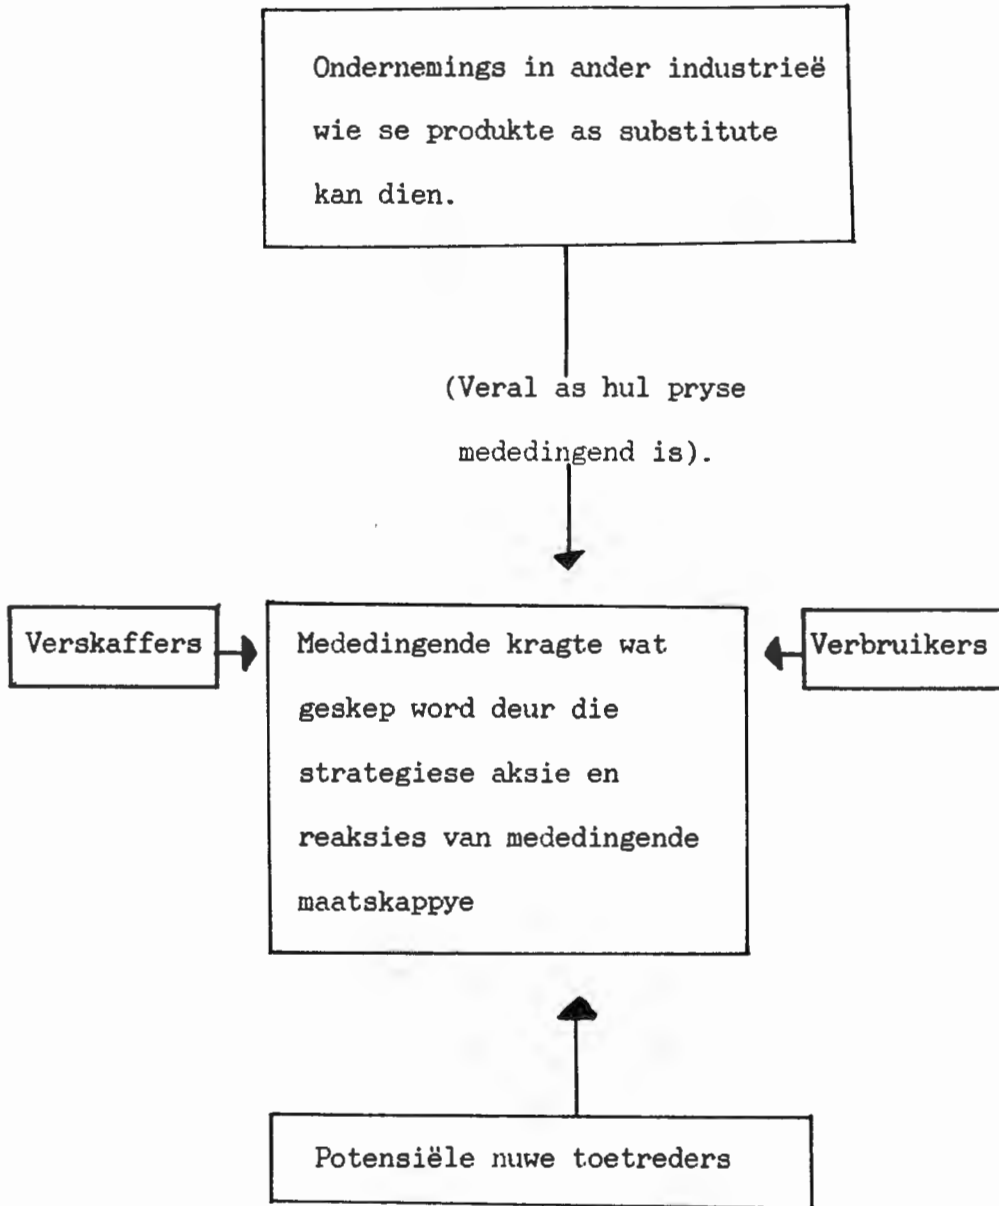 Ondernemings in ander industrieë
wie se produkte as substitute
kan dien.
(Veral as hul pryse
mededingend is).
Verskaffers
Mededingende kragte wat
geskep word deur die
strategiese aksie en
reaksies van mededingende
maatskappye
Verbruikers
Potensiële nuwe toetreders